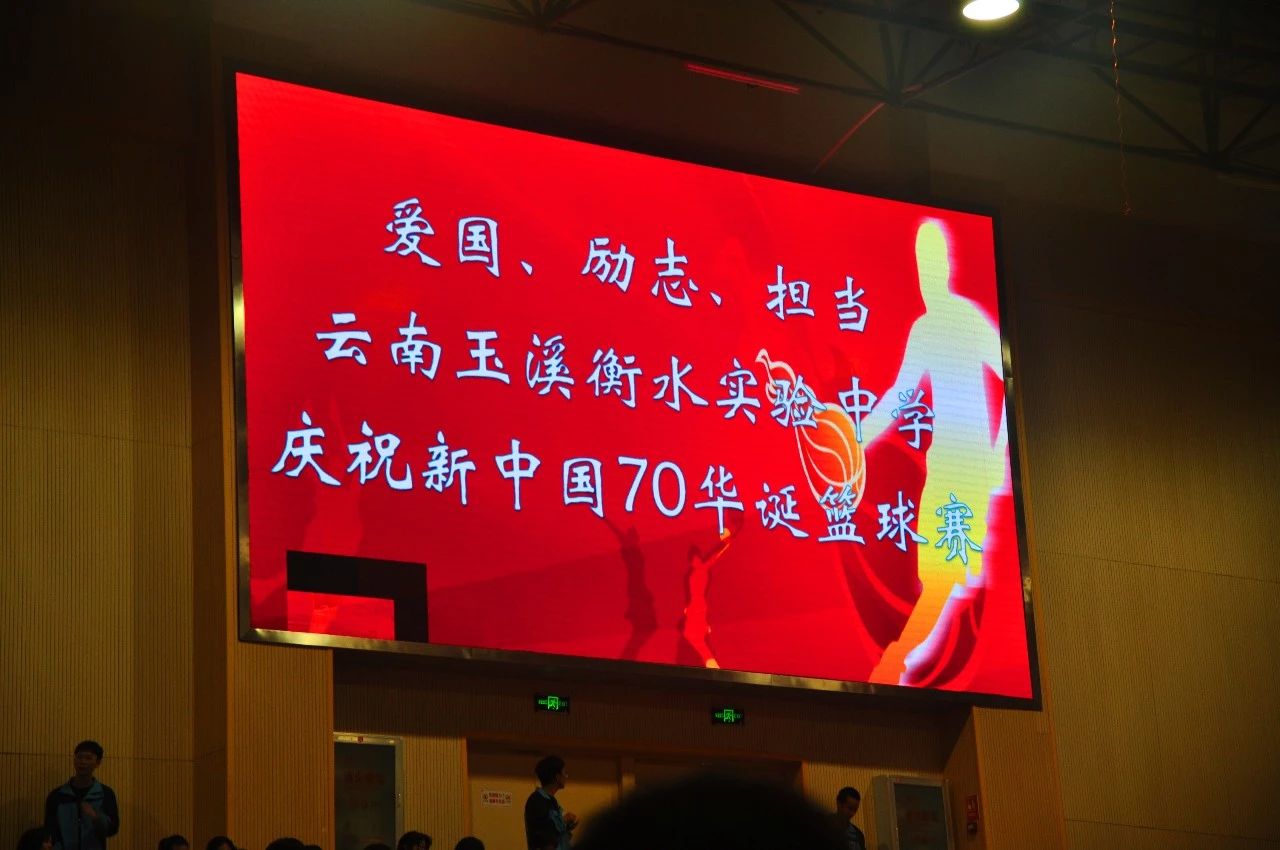 爱国、励志、担当
云南玉溪衡水实验中学
庆祝新中国70华诞篮球赛